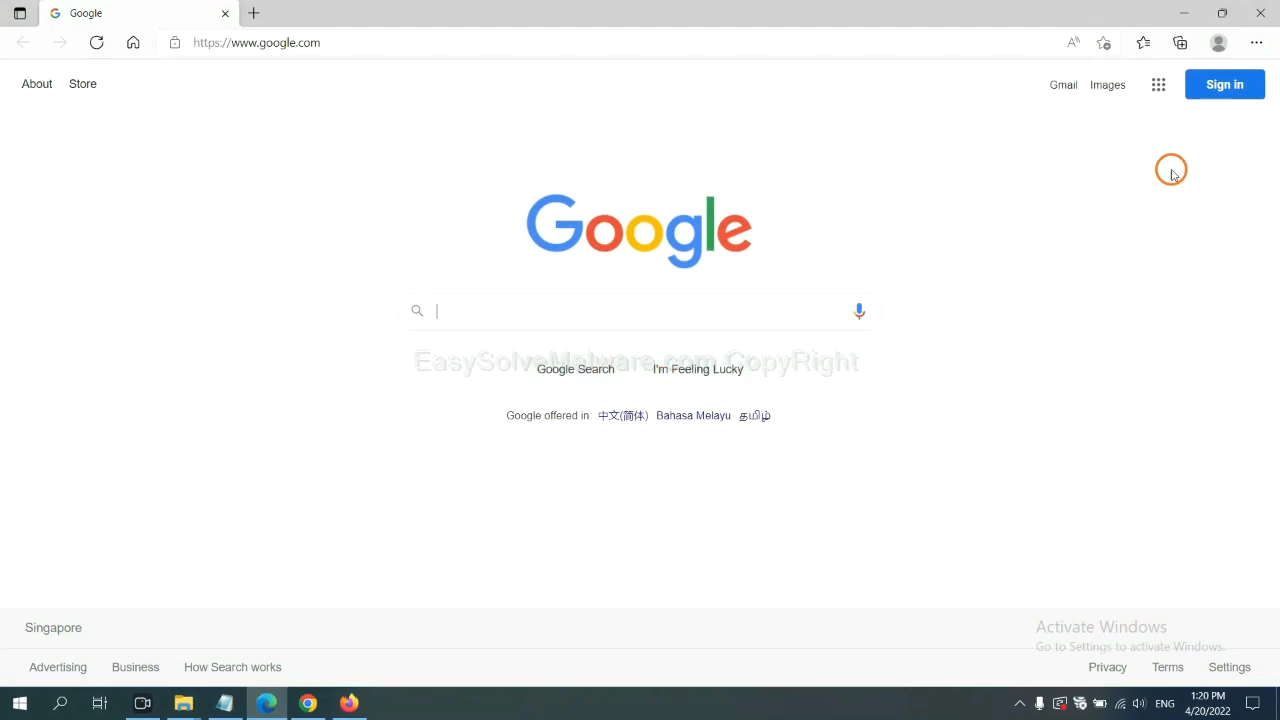 Google
https://www.google.com
About Store
Gmail Images Sign in
Google
EasySolveMalware.com CopyRight
Google Search I'm Feeling Lucky
Google offered in: 中文(简体) Bahasa Melayu தமிழ்
Singapore
Activate Windows
Go to Settings to activate Windows.
Advertising Business How Search works
Privacy Terms Settings
ENG
1:20 PM
4/20/2022